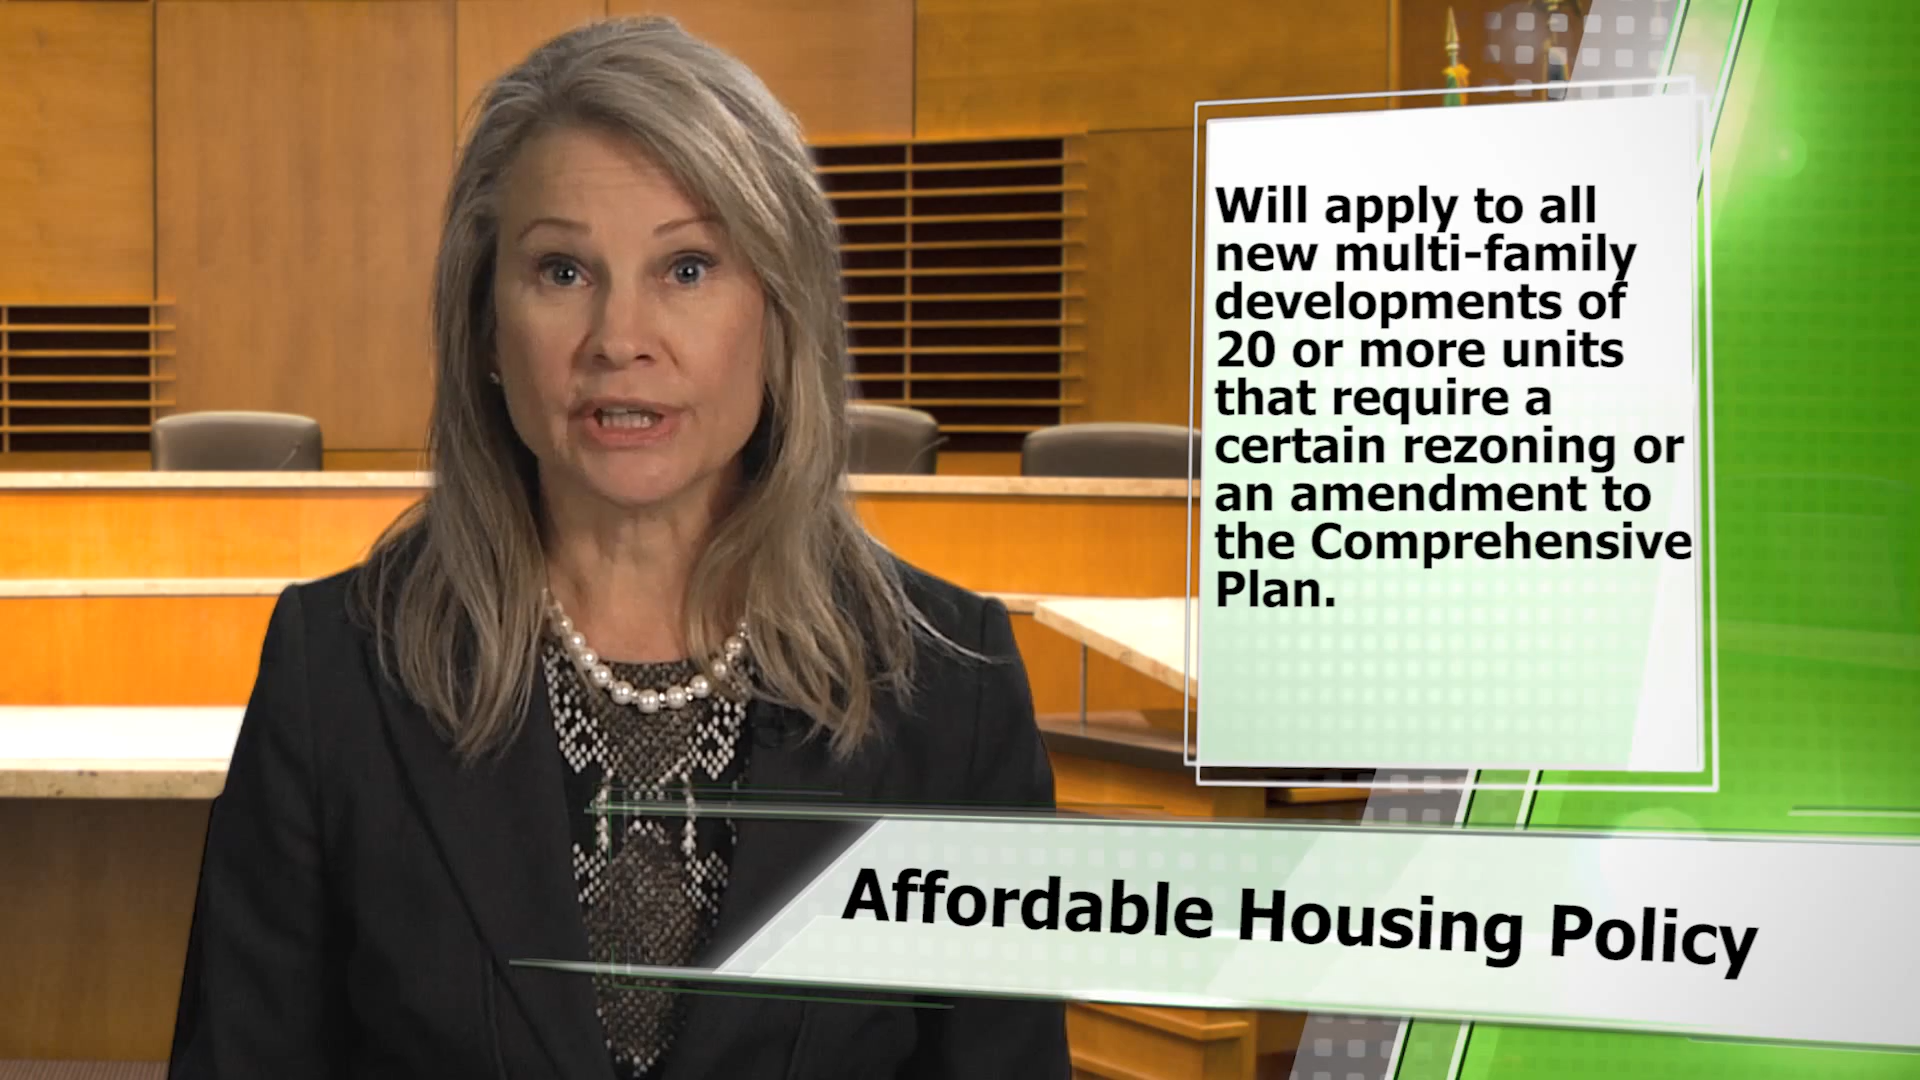 Will apply to all
new multi-family
developments of
20 or more units
that require a
certain rezoning or
an amendment to
the Comprehensive
Plan.
Affordable Housing Policy